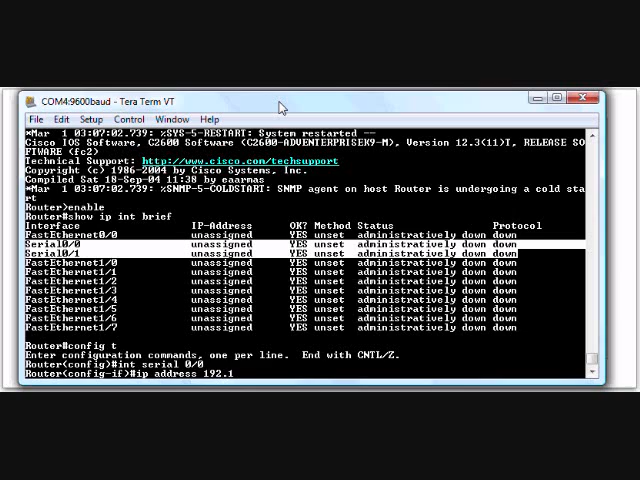 COM4:9600baud - Tera Term VT
File Edit Setup Control Window Help
*Mar  1 03:07:02.739: %SYS-5-RESTART: System restarted --
Cisco IOS Software, C2600 Software (C2600-ADVENTERPRISEK9-M), Version 12.3(11)T, RELEASE SO
FTWARE (fc2)
Technical Support: http://www.cisco.com/techsupport
Copyright (c) 1986-2004 by Cisco Systems, Inc.
Compiled Sat 18-Sep-04 11:38 by eaarmas
*Mar  1 03:07:02.739: %SNMP-5-COLDSTART: SNMP agent on host Router is undergoing a cold sta
rt
Router>enable
Router#show ip int brief
Interface IP-Address OK? Method Status Protocol
FastEthernet0/0 unassigned YES unset administratively down down
Serial0/0 unassigned YES unset administratively down down
Serial0/1 unassigned YES unset administratively down down
FastEthernet1/0 unassigned YES unset administratively down down
FastEthernet1/1 unassigned YES unset administratively down down
FastEthernet1/2 unassigned YES unset administratively down down
FastEthernet1/3 unassigned YES unset administratively down down
FastEthernet1/4 unassigned YES unset administratively down down
FastEthernet1/5 unassigned YES unset administratively down down
FastEthernet1/6 unassigned YES unset administratively down down
FastEthernet1/7 unassigned YES unset administratively down down
Router#config t
Enter configuration commands, one per line.  End with CNTL/Z.
Router(config)#int serial 0/0
Router(config-if)#ip address 192.1